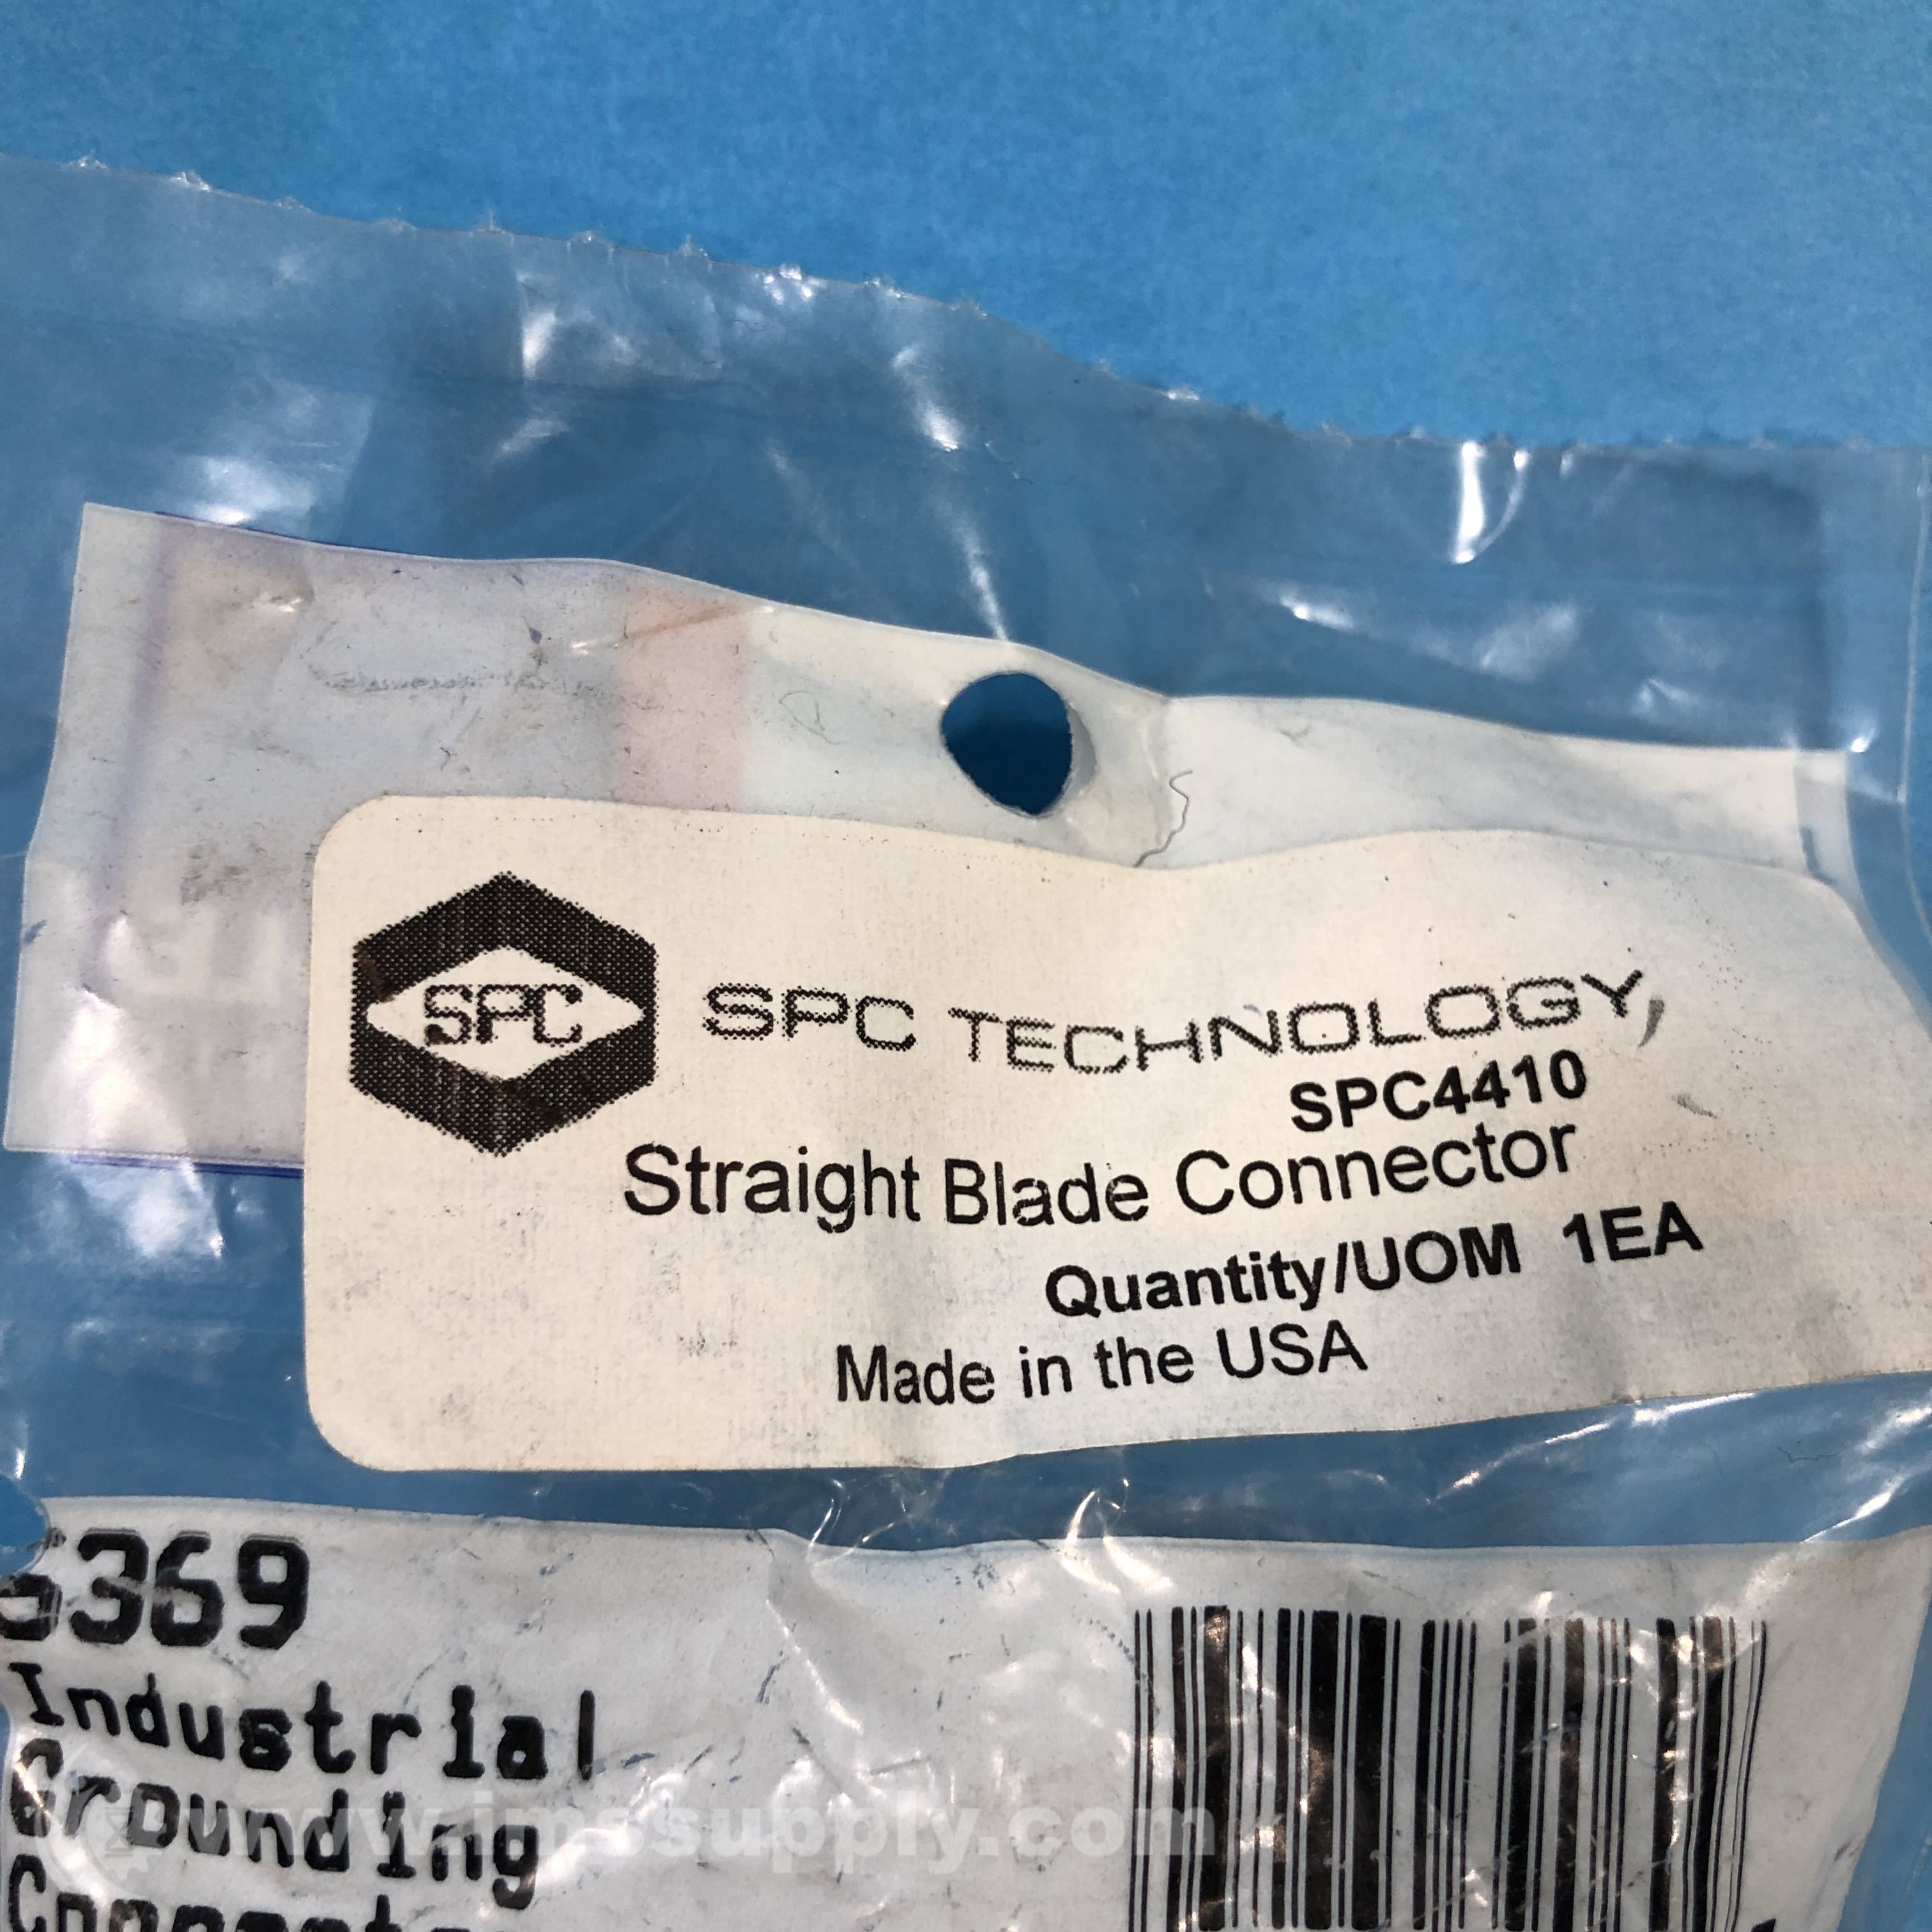 SPC
SPC TECHNOLOGY
SPC4410
Straight Blade Connector
Quantity/UOM 1EA
Made in the USA
5369
Industrial
Grounding
www.imssupply.com